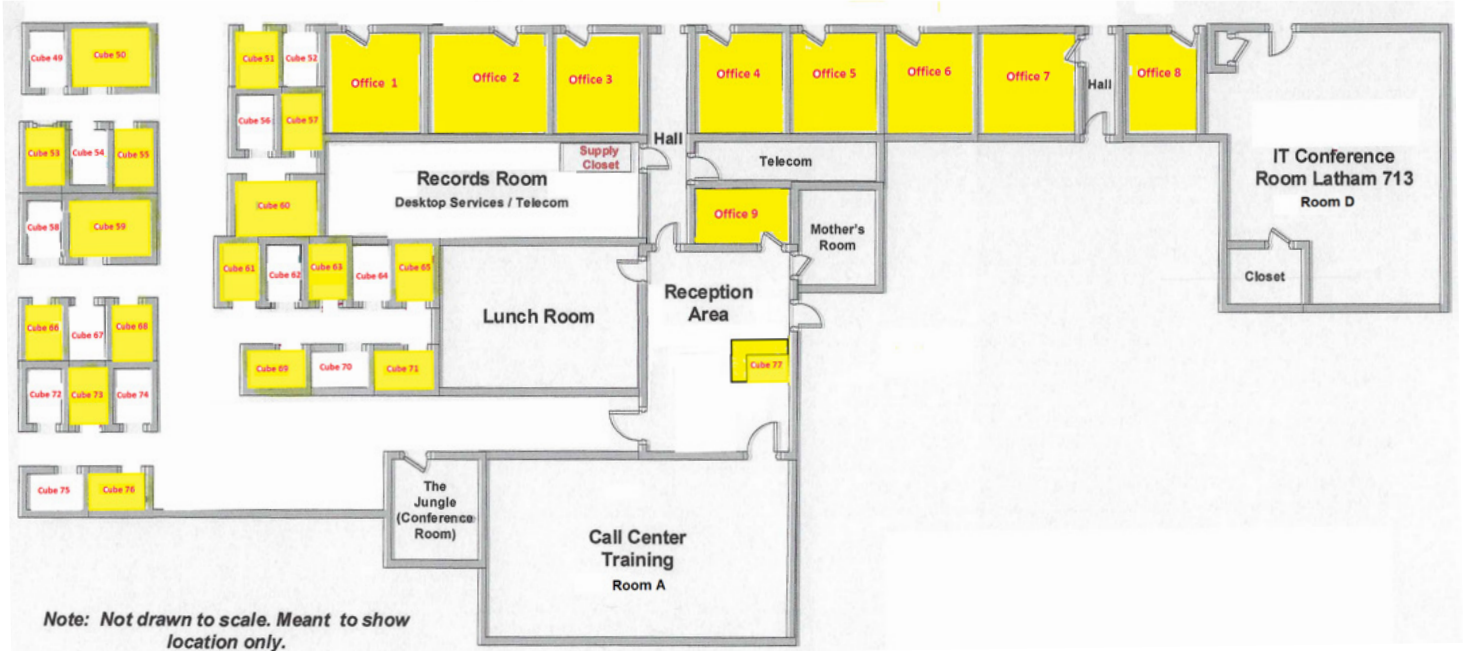 Cube 49
Cube 50
Cube 51
Cube 52
Office 1
Office 2
Office 3
Office 4
Office 5
Office 6
Office 7
Hall
Office 8
Cube 56
Cube 57
Cube 53
Cube 54
Cube 55
Hall
Supply
Closet
Telecom
IT Conference
Room Latham 713
Room D
Records Room
Desktop Services / Telecom
Cube 60
Cube 58
Cube 59
Office 9
Mother's
Room
Cube 61
Cube 62
Cube 63
Cube 64
Cube 65
Closet
Reception
Area
Lunch Room
Cube 66
Cube 67
Cube 68
Cube 69
Cube 70
Cube 71
Cube 77
Cube 72
Cube 73
Cube 74
Cube 75
Cube 76
The
Jungle
(Conference
Room)
Call Center
Training
Room A
Note: Not drawn to scale. Meant to show
location only.